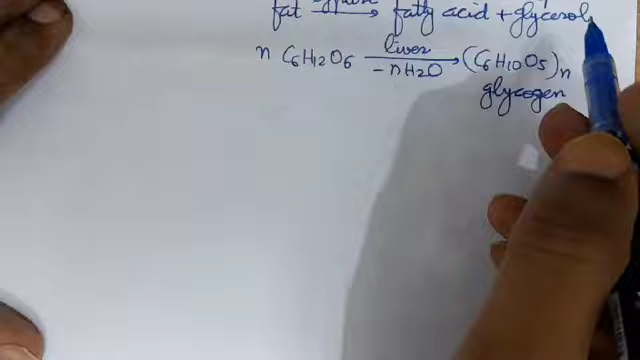 fat → fatty acid + glycerol
n C₆H₁₂O₆ liver → (C₆H₁₀O₅)n
- nH₂O
glycogen